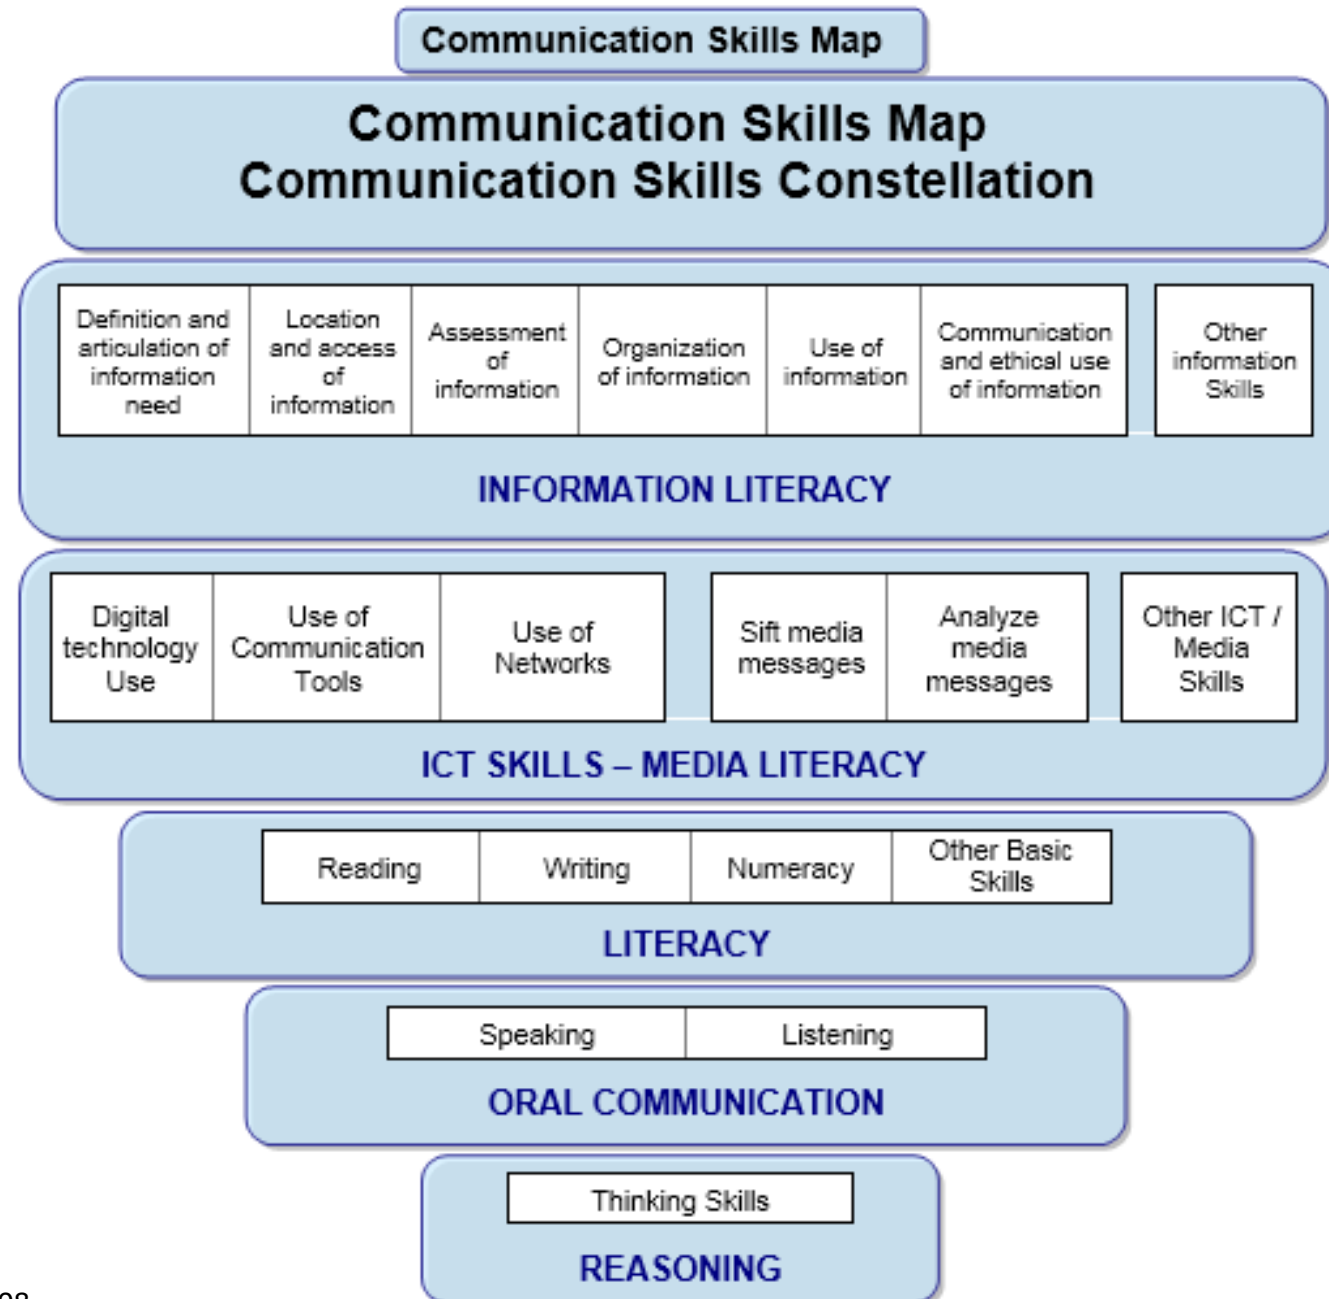 Communication Skills Map
Communication Skills Map
Communication Skills Constellation
Definition and
articulation of
information
need
Location
and access
of
information
Assessment
of
information
Organization
of information
Use of
information
Communication
and ethical use
of information
Other
information
Skills
INFORMATION LITERACY
Digital
technology
Use
Use of
Communication
Tools
Use of
Networks
Sift media
messages
Analyze
media
messages
Other ICT /
Media
Skills
ICT SKILLS – MEDIA LITERACY
Reading
Writing
Numeracy
Other Basic
Skills
LITERACY
Speaking
Listening
ORAL COMMUNICATION
Thinking Skills
REASONING